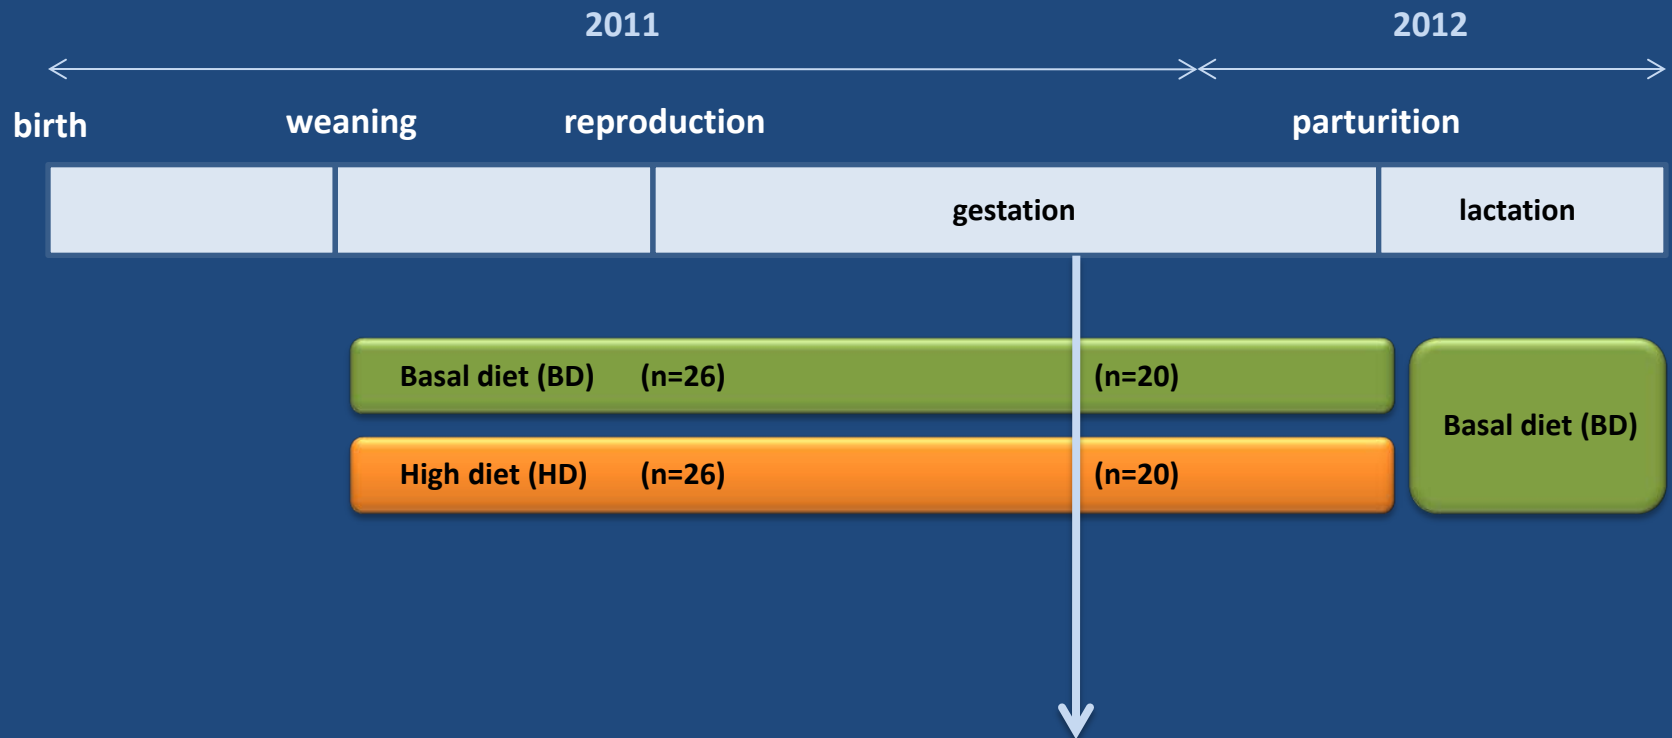 2011 2012
birth weaning reproduction parturition
gestation lactation
Basal diet (BD) (n=26) (n=20)
Basal diet (BD)
High diet (HD) (n=26) (n=20)